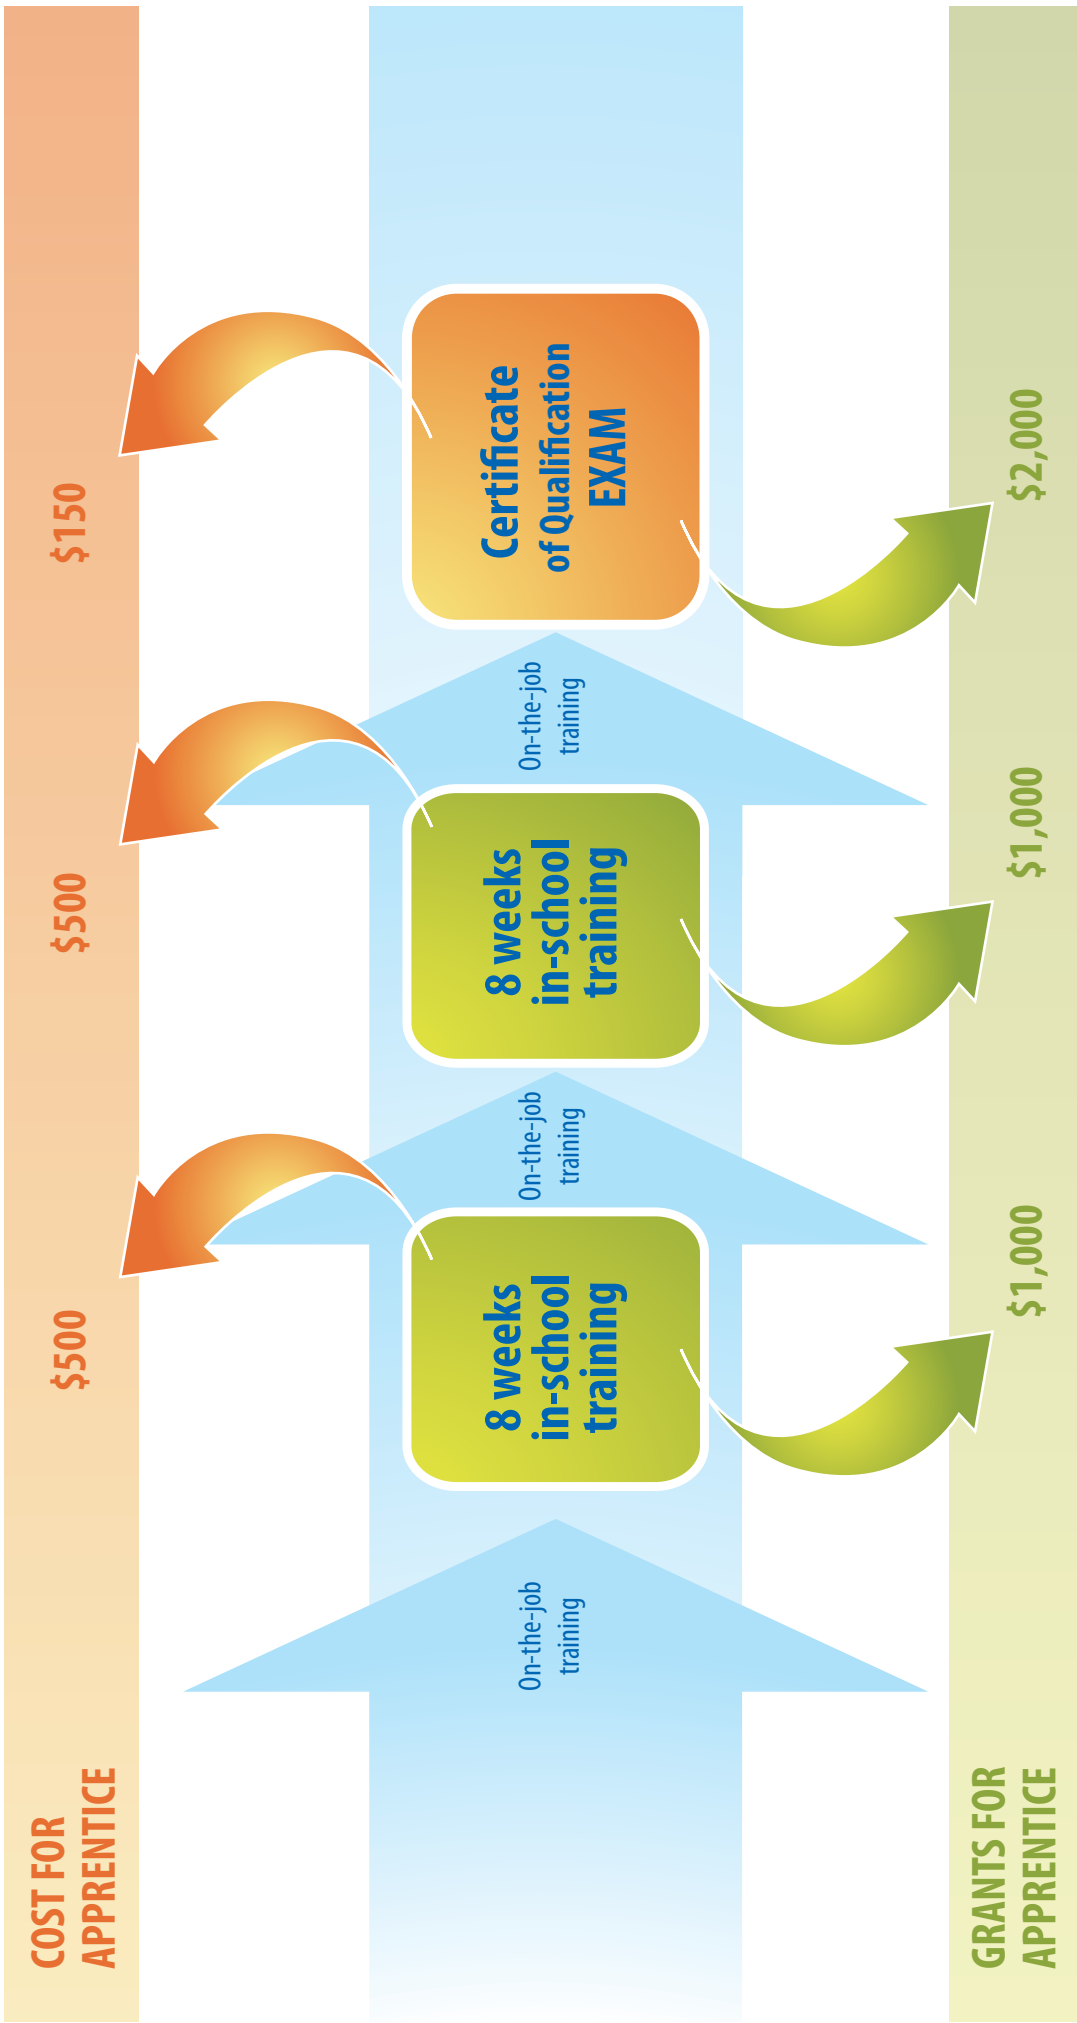 COST FOR
APPRENTICE
$500
$500
$150
On-the-job
training
8 weeks
in-school
training
On-the-job
training
8 weeks
in-school
training
On-the-job
training
Certificate
of Qualification
EXAM
GRANTS FOR
APPRENTICE
$1,000
$1,000
$2,000